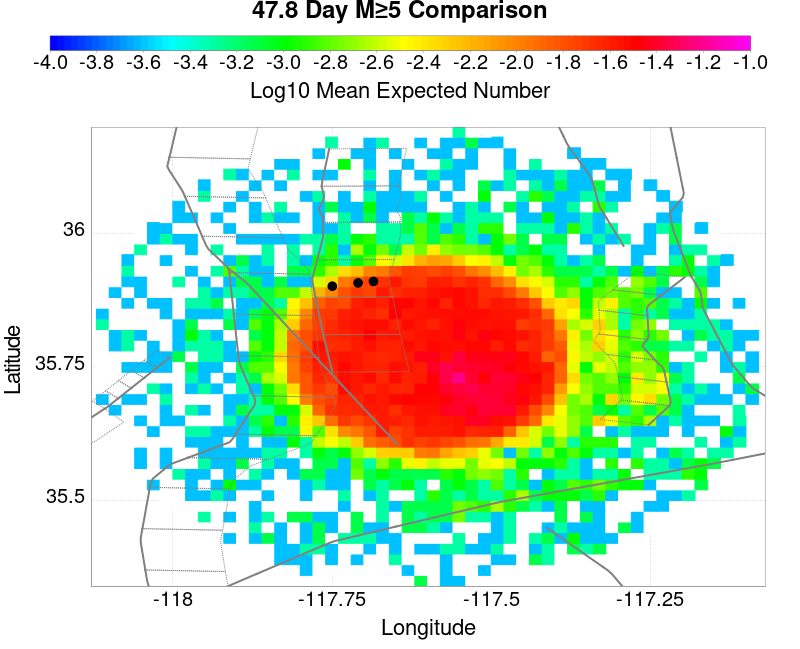 47.8 Day M≥5 Comparison
-4.0 -3.8 -3.6 -3.4 -3.2 -3.0 -2.8 -2.6 -2.4 -2.2 -2.0 -1.8 -1.6 -1.4 -1.2 -1.0
Log10 Mean Expected Number
36
35.75
35.5
Latitude
-118 -117.75 -117.5 -117.25
Longitude